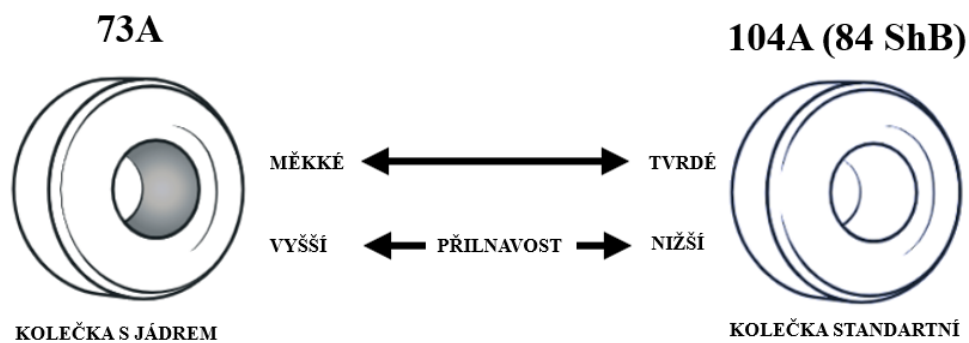 73A
104A (84 ShB)
MĚKKÉ
TVRDÉ
VYŠŠÍ
PŘILNAVOST
NIŽŠÍ
KOLEČKA S JÁDREM
KOLEČKA STANDARTNÍ